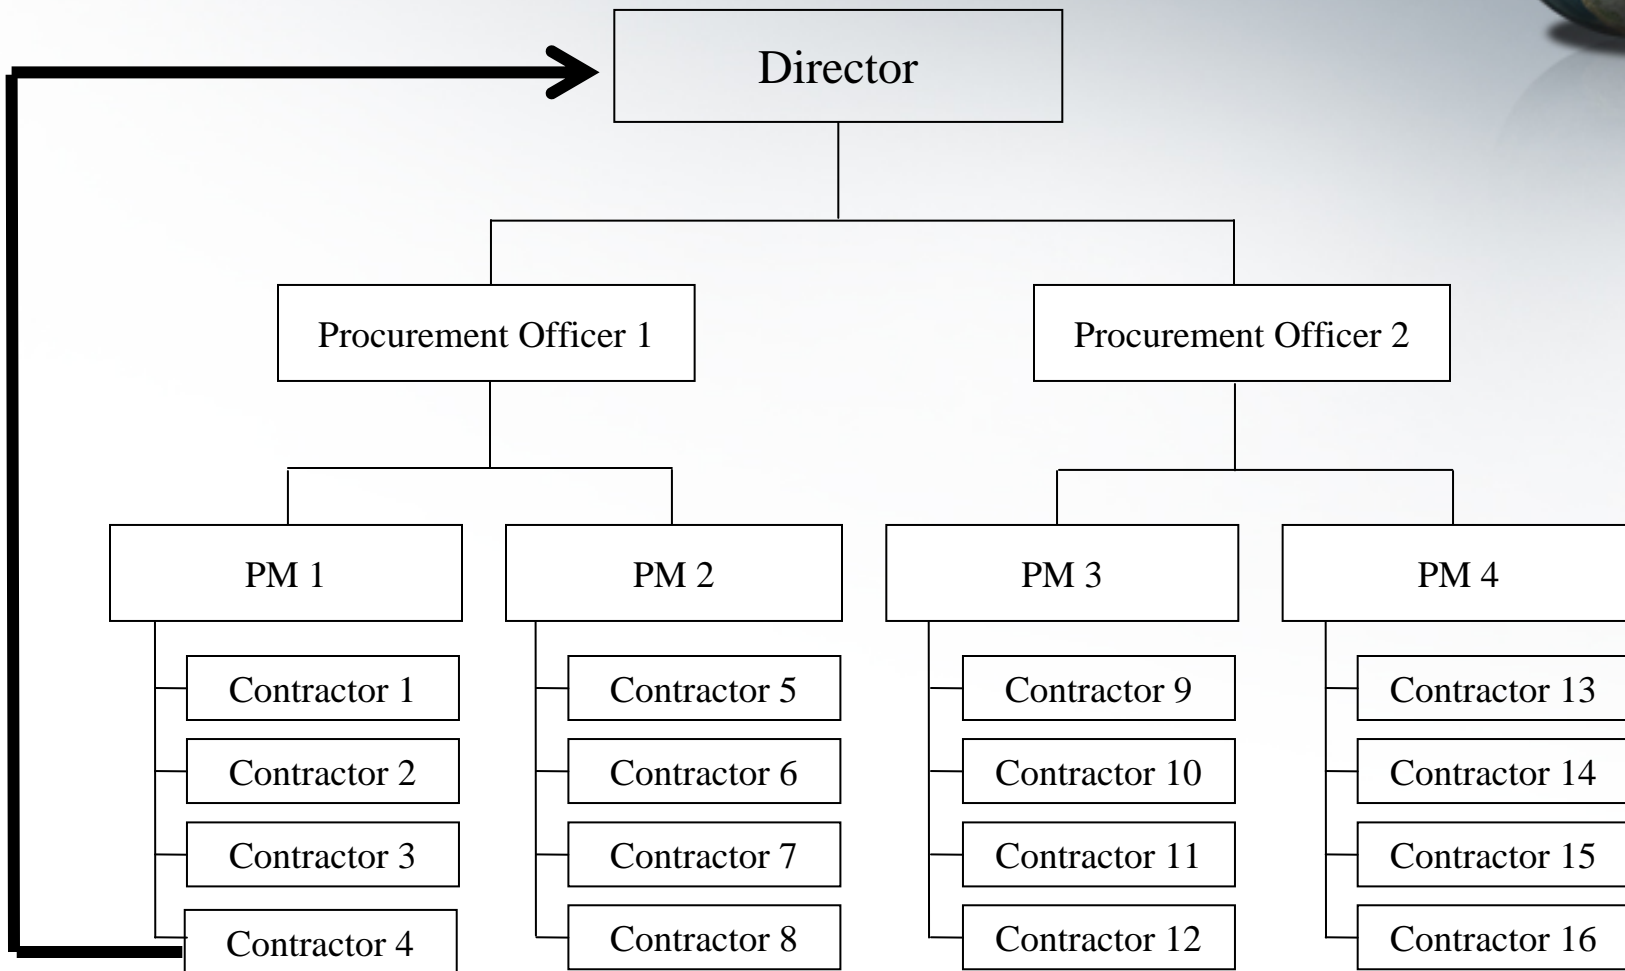 Director
Procurement Officer 1
Procurement Officer 2
PM 1
PM 2
PM 3
PM 4
Contractor 1
Contractor 5
Contractor 9
Contractor 13
Contractor 2
Contractor 6
Contractor 10
Contractor 14
Contractor 3
Contractor 7
Contractor 11
Contractor 15
Contractor 4
Contractor 8
Contractor 12
Contractor 16